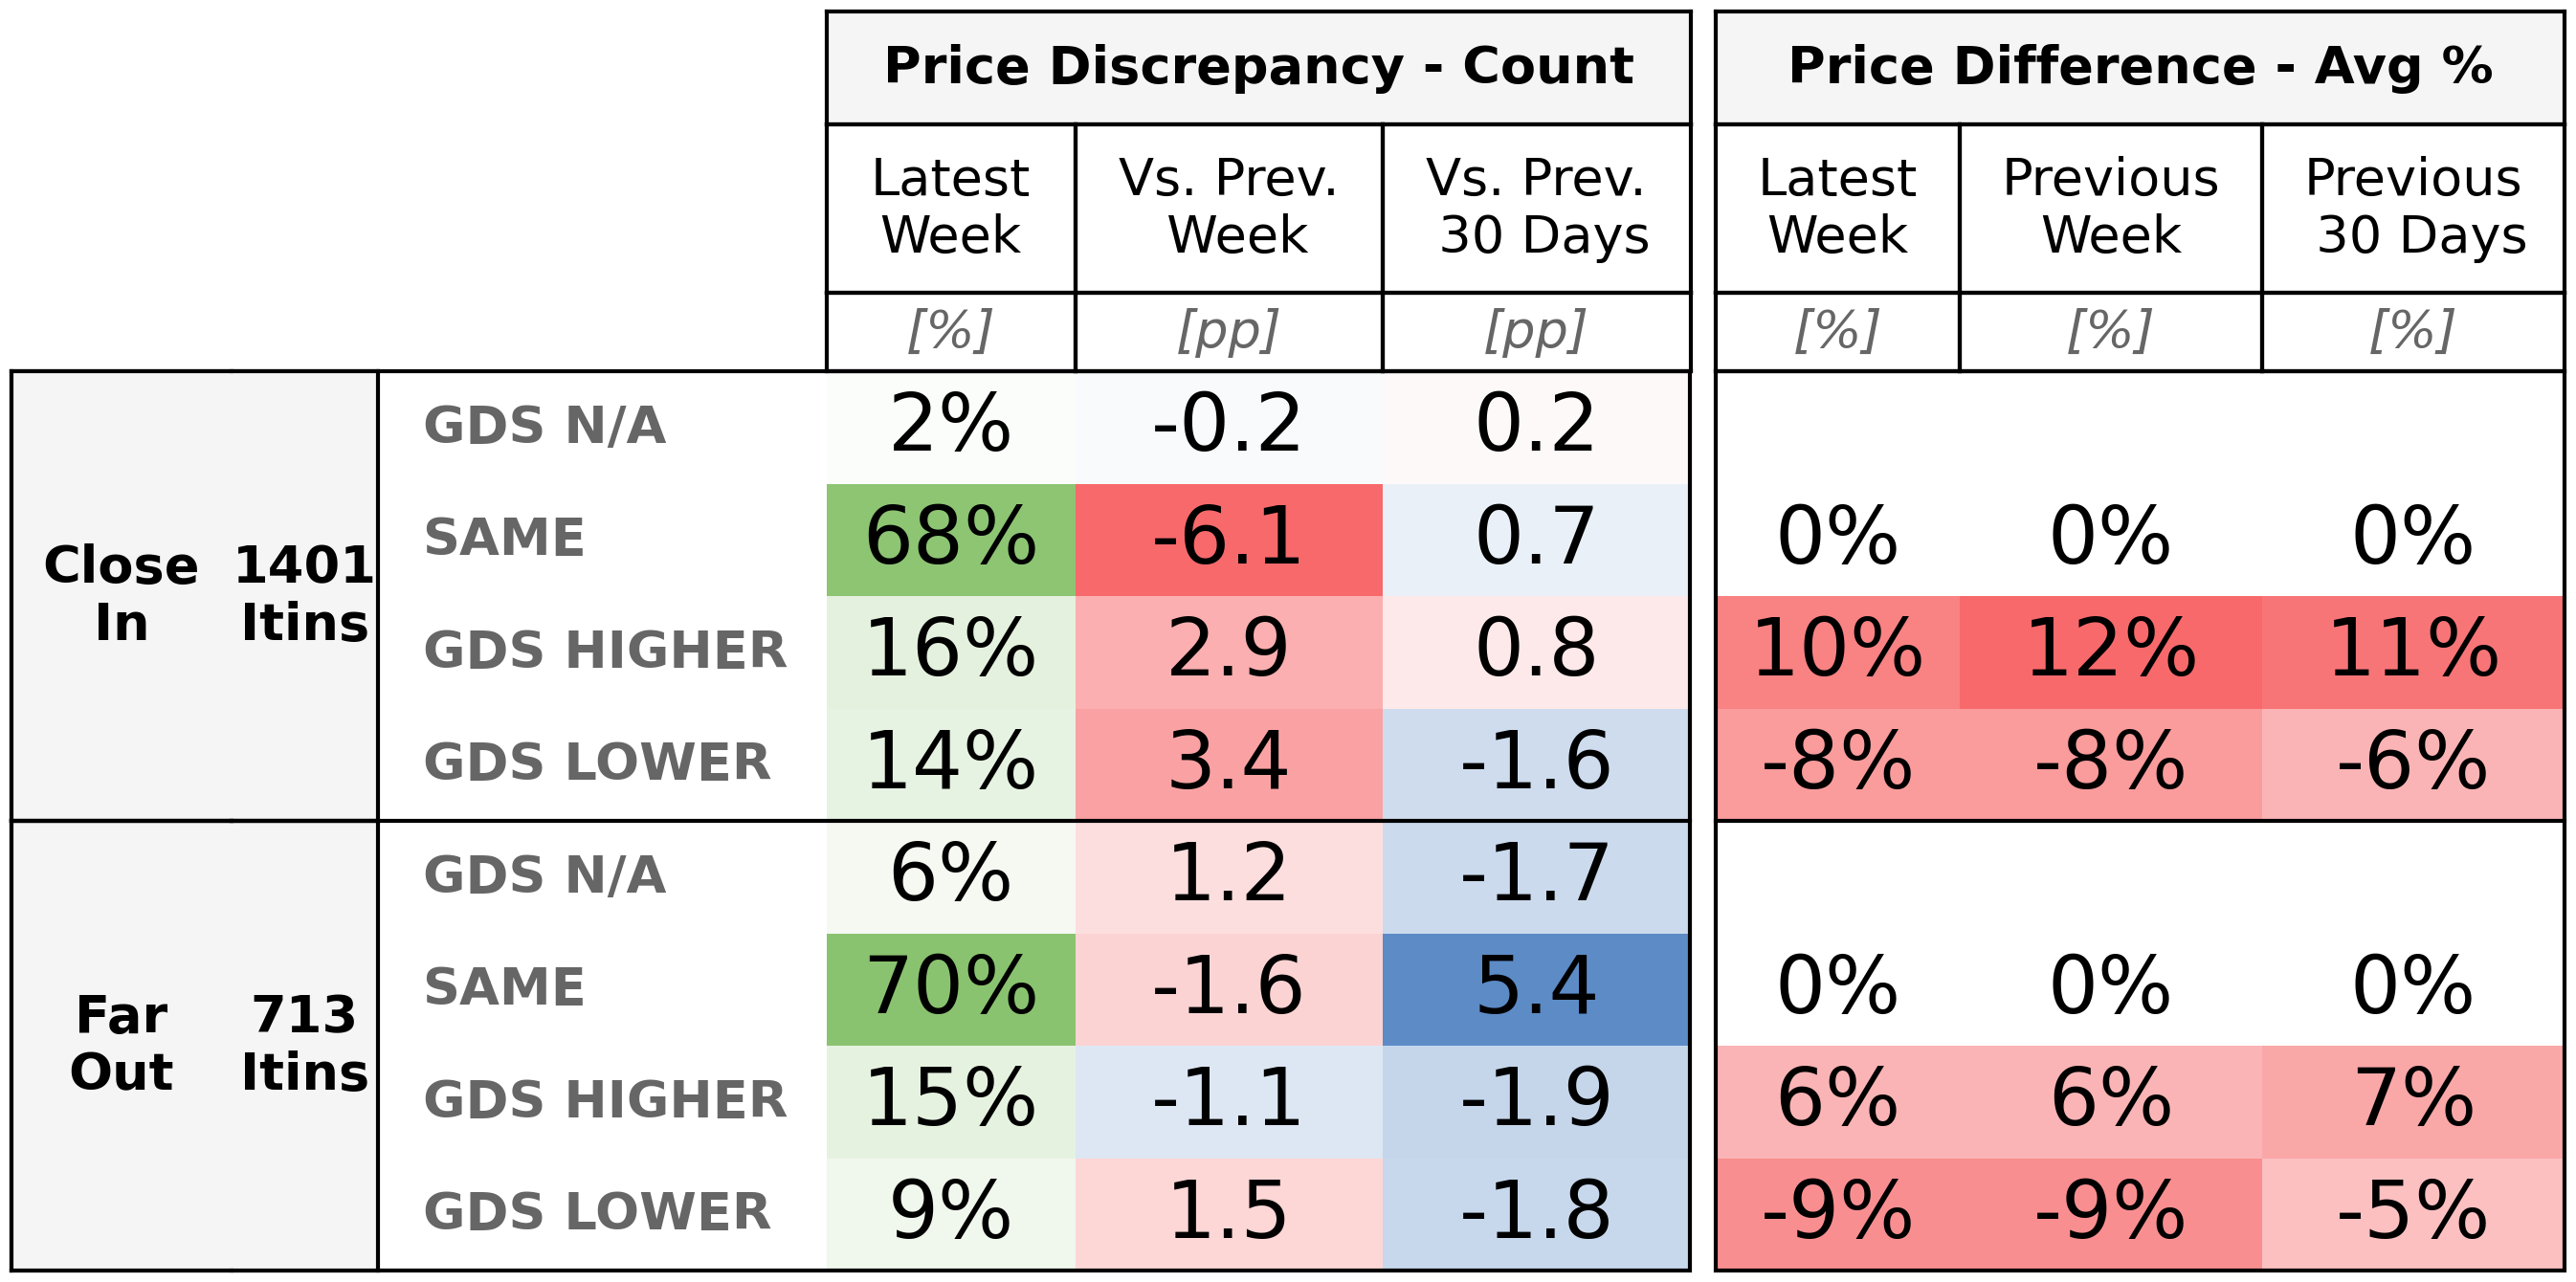 Price Discrepancy - Count Price Difference - Avg %
Latest Week Vs. Prev. Week Vs. Prev. 30 Days Latest Week Previous Week Previous 30 Days
[%] [pp] [pp] [%] [%] [%]
Close In 1401 Itins
GDS N/A 2% -0.2 0.2
SAME 68% -6.1 0.7 0% 0% 0%
GDS HIGHER 16% 2.9 0.8 10% 12% 11%
GDS LOWER 14% 3.4 -1.6 -8% -8% -6%
Far Out 713 Itins
GDS N/A 6% 1.2 -1.7
SAME 70% -1.6 5.4 0% 0% 0%
GDS HIGHER 15% -1.1 -1.9 6% 6% 7%
GDS LOWER 9% 1.5 -1.8 -9% -9% -5%